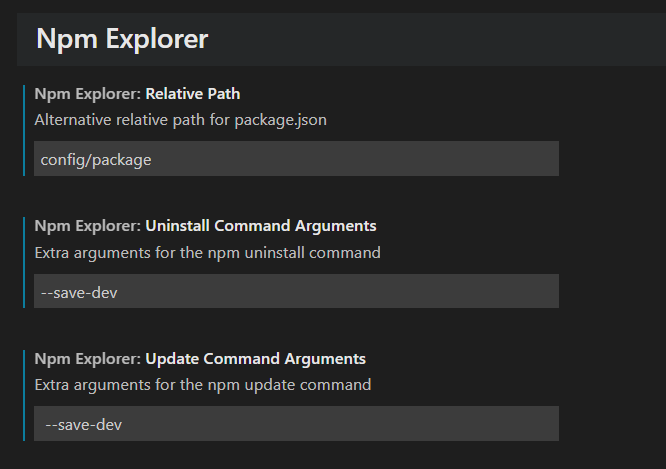 Npm Explorer
Npm Explorer: Relative Path
Alternative relative path for package.json
config/package
Npm Explorer: Uninstall Command Arguments
Extra arguments for the npm uninstall command
--save-dev
Npm Explorer: Update Command Arguments
Extra arguments for the npm update command
--save-dev